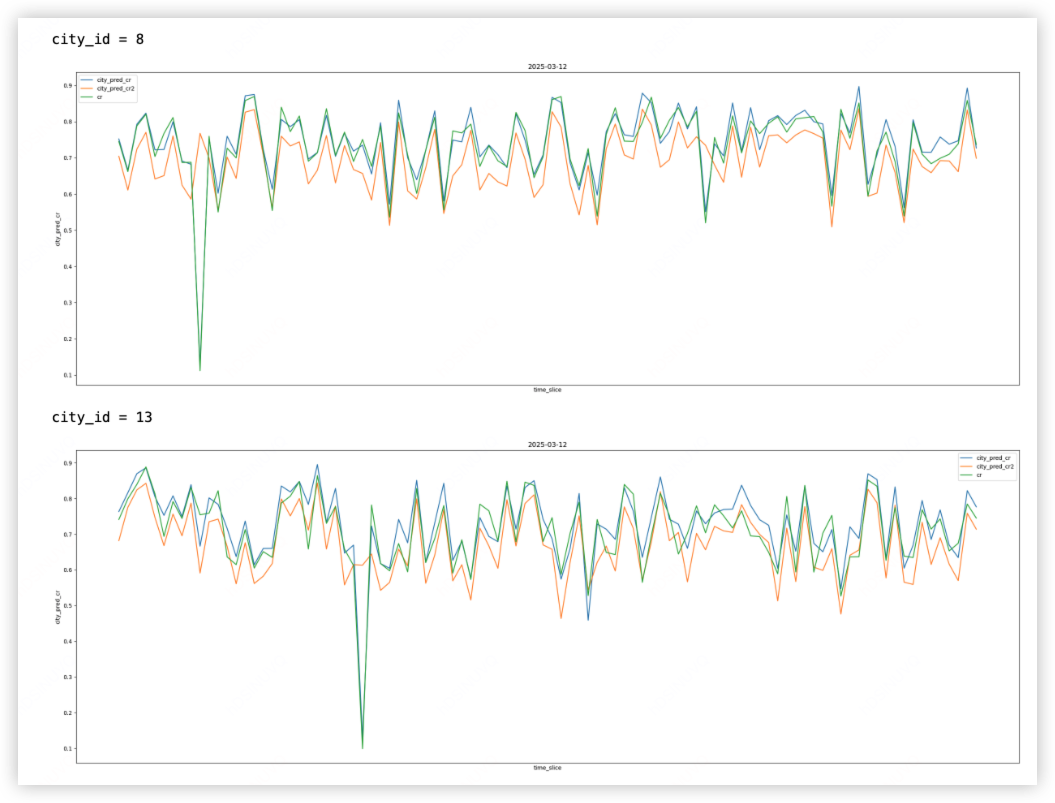 city_id = 8
2025-03-12
city_pred_cr
city_pred_cr2
cr
0.9
0.8
0.7
0.6
0.5
0.4
0.3
0.2
0.1
city_pred_cr
time_slice
city_id = 13
2025-03-12
city_pred_cr
city_pred_cr2
cr
0.9
0.8
0.7
0.6
0.5
0.4
0.3
0.2
0.1
city_pred_cr
time_slice